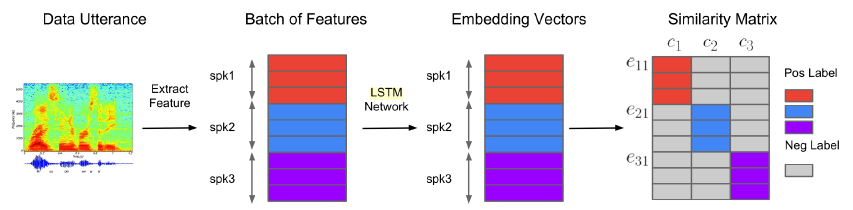 Data Utterance
Batch of Features
Embedding Vectors
Similarity Matrix
Extract
Feature
spk1
spk2
spk3
LSTM
Network
spk1
spk2
spk3
c1 c2 c3
e11
e21
e31
Pos Label
Neg Label